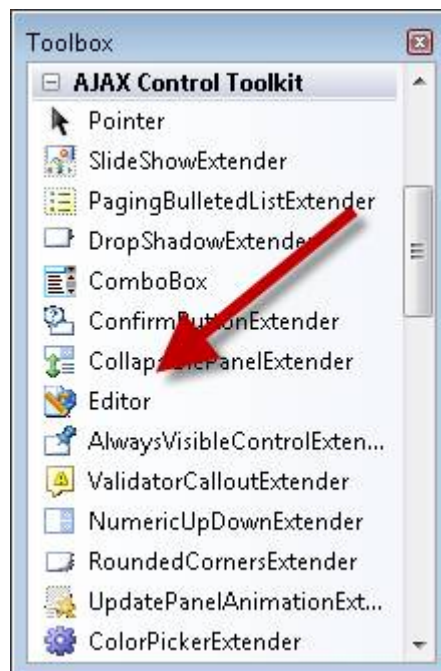 Toolbox
AJAX Control Toolkit
Pointer
SlideShowExtender
PagingBulletedListExtender
DropShadowExtender
ComboBox
ConfirmButtonExtender
CollapsiblePanelExtender
Editor
AlwaysVisibleControlExten...
ValidatorCalloutExtender
NumericUpDownExtender
RoundedCornersExtender
UpdatePanelAnimationExt...
ColorPickerExtender